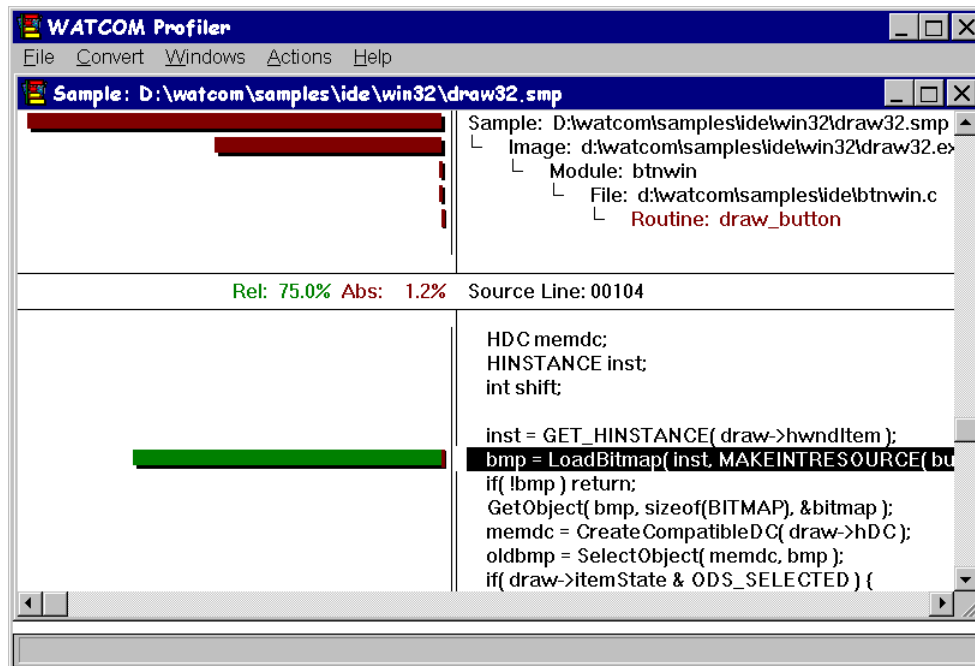 WATCOM Profiler
File Convert Windows Actions Help
Sample: D:\watcom\samples\ide\win32\draw32.smp
Sample: D:\watcom\samples\ide\win32\draw32.smp
Image: d:\watcom\samples\ide\win32\draw32.ex
Module: btnwin
File: d:\watcom\samples\ide\btnwin.c
Routine: draw_button
Rel: 75.0% Abs: 1.2% Source Line: 00104
HDC memdc;
HINSTANCE inst;
int shift;
inst = GET_HINSTANCE( draw->hwndItem );
bmp = LoadBitmap( inst, MAKEINTRESOURCE( bu
if( !bmp ) return;
GetObject( bmp, sizeof(BITMAP), &bitmap );
memdc = CreateCompatibleDC( draw->hDC );
oldbmp = SelectObject( memdc, bmp );
if( draw->itemState & ODS_SELECTED ) {